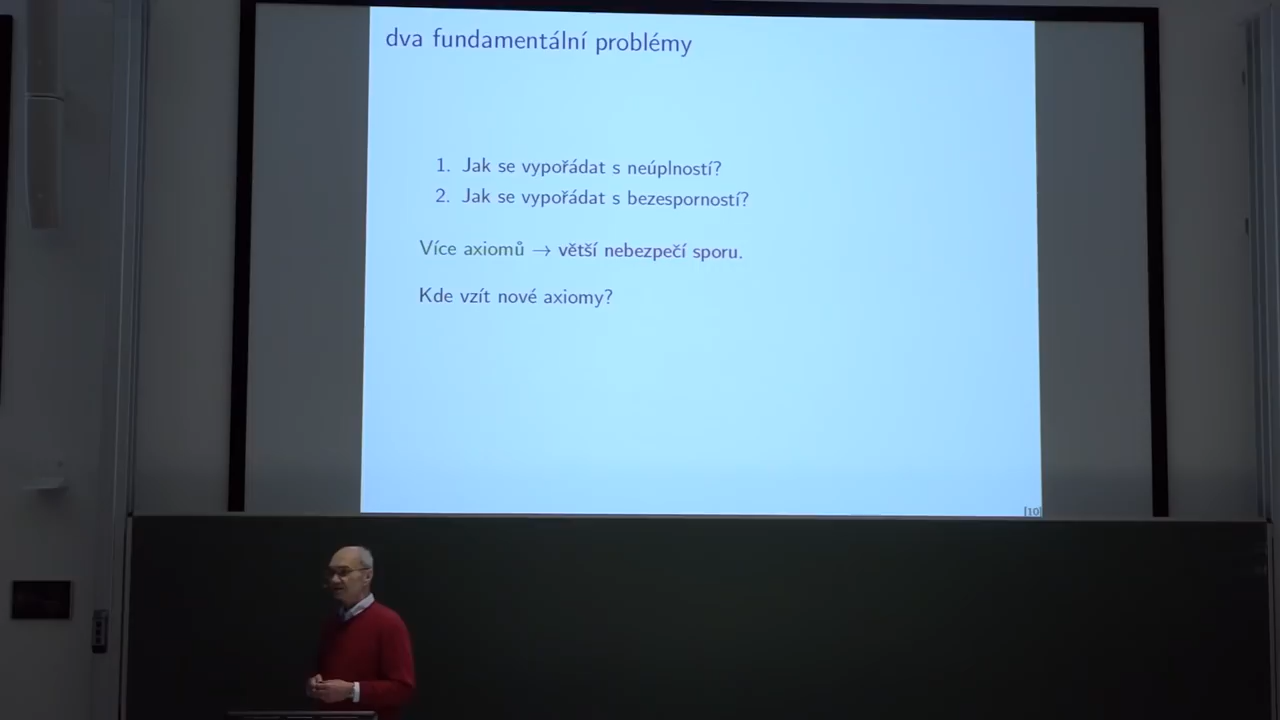 dva fundamentální problémy
1. Jak se vypořádat s neúplností?
2. Jak se vypořádat s bezesporností?
Více axiomů → větší nebezpečí sporu.
Kde vzít nové axiomy?
[10]